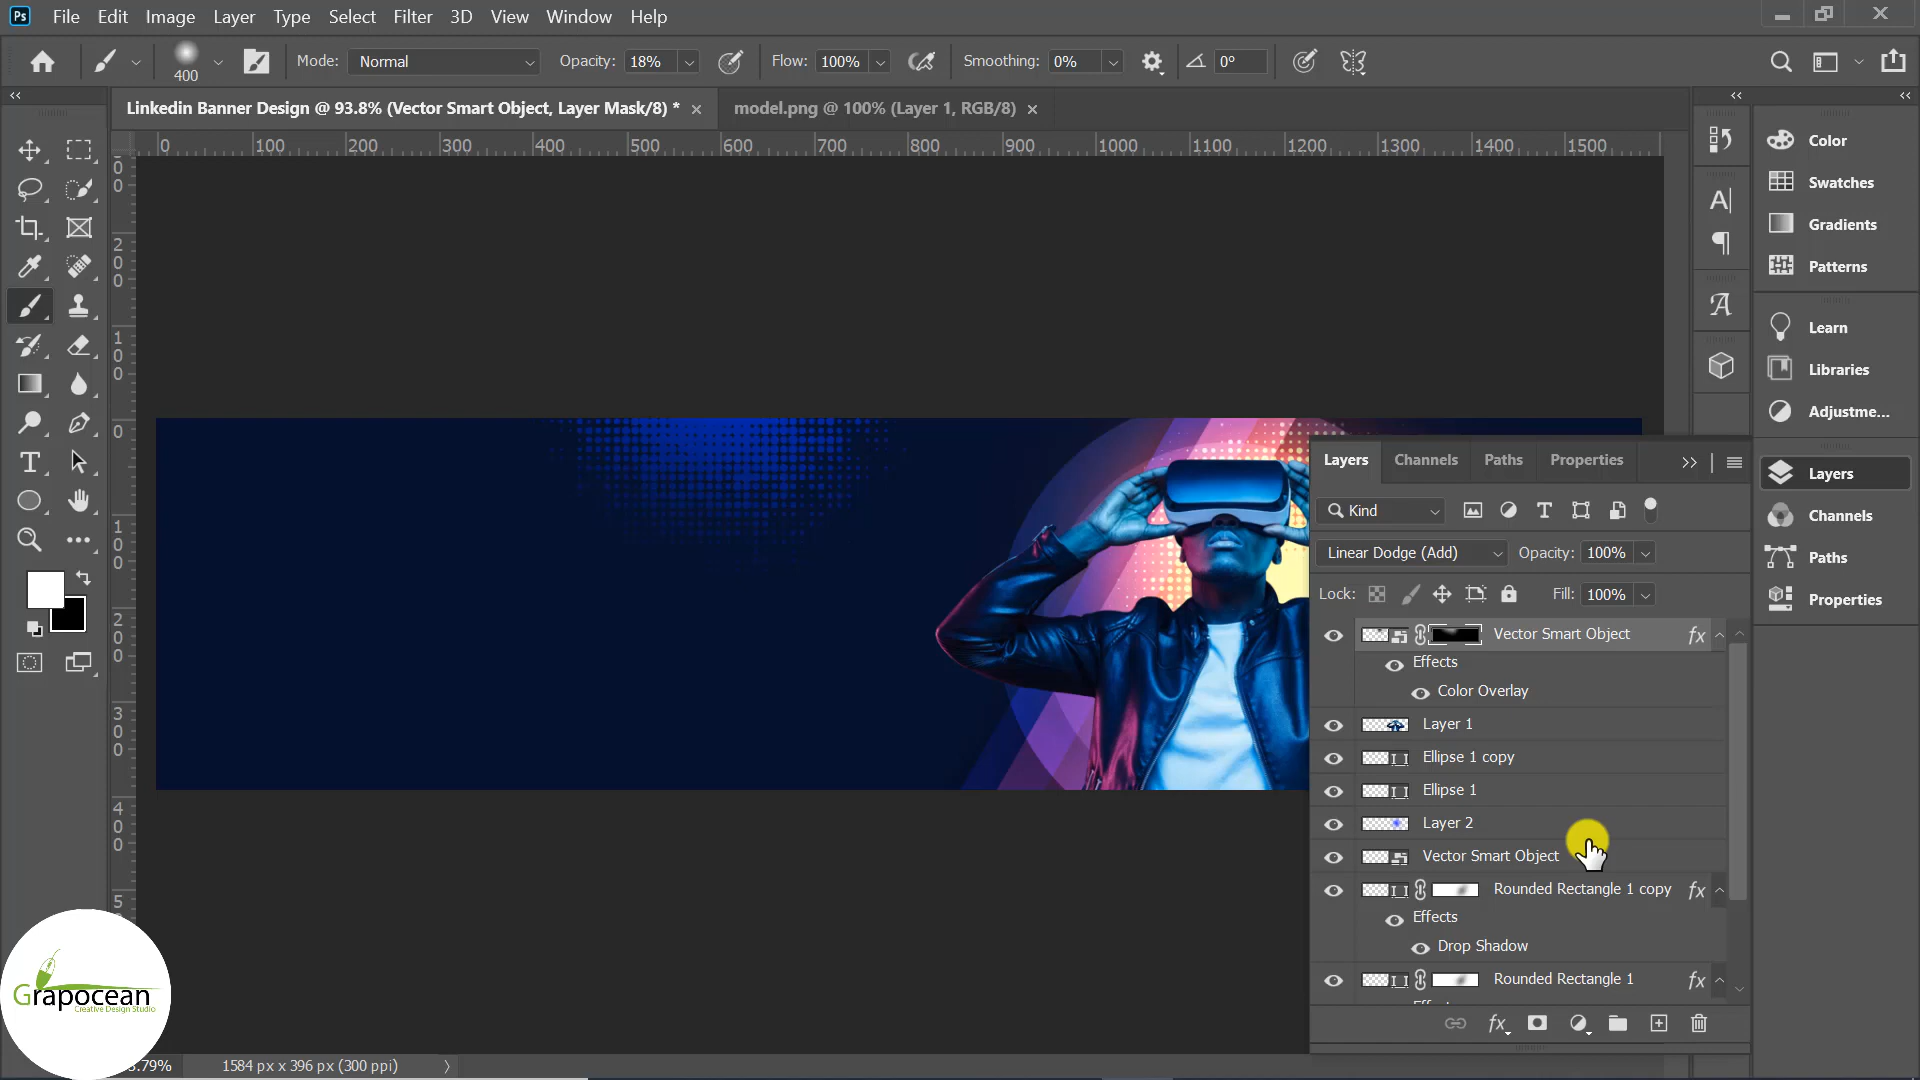 Ps File Edit Image Layer Type Select Filter 3D View Window Help
400 Mode: Normal Opacity: 18% Flow: 100% Smoothing: 0% 0°
Linkedin Banner Design @ 93.8% (Vector Smart Object, Layer Mask/8) * × model.png @ 100% (Layer 1, RGB/8) ×
0 100 200 300 400 500 600 700 800 900 1000 1100 1200 1300 1400 1500
Color
Swatches
Gradients
Patterns
Learn
Libraries
Adjustme...
Layers
Channels
Paths
Properties
Layers Channels Paths Properties
Kind
Linear Dodge (Add) Opacity: 100%
Lock: Fill: 100%
Vector Smart Object fx
Effects
Color Overlay
Layer 1
Ellipse 1 copy
Ellipse 1
Layer 2
Vector Smart Object
Rounded Rectangle 1 copy fx
Effects
Drop Shadow
Rounded Rectangle 1 fx
fx
Grapocean
Creative Design Studio
.79% 1584 px x 396 px (300 ppi)